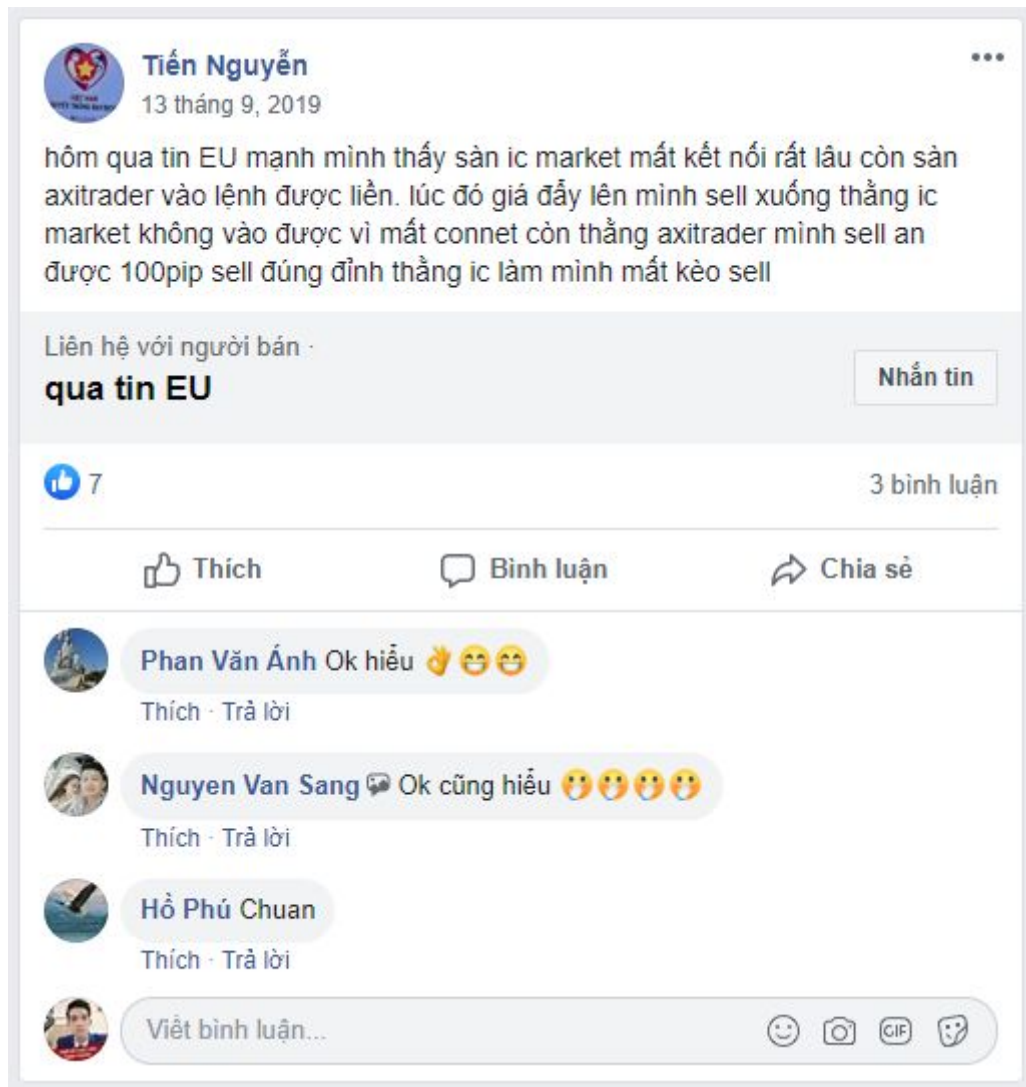 Tiến Nguyễn
13 tháng 9, 2019
hôm qua tin EU mạnh mình thấy sàn ic market mất kết nối rất lâu còn sàn
axitrader vào lệnh được liền. lúc đó giá đẩy lên mình sell xuống thằng ic
market không vào được vì mất connet còn thằng axitrader mình sell an
được 100pip sell đúng đỉnh thằng ic làm mình mất kèo sell
Liên hệ với người bán ·
qua tin EU
Nhắn tin
7
3 bình luận
Thích
Bình luận
Chia sẻ
Phan Văn Ánh Ok hiểu 👌😁😁
Thích · Trả lời
Nguyen Van Sang Ok cũng hiểu 🤭🤭🤭🤭
Thích · Trả lời
Hồ Phú Chuan
Thích · Trả lời
Viết bình luận...
GIF